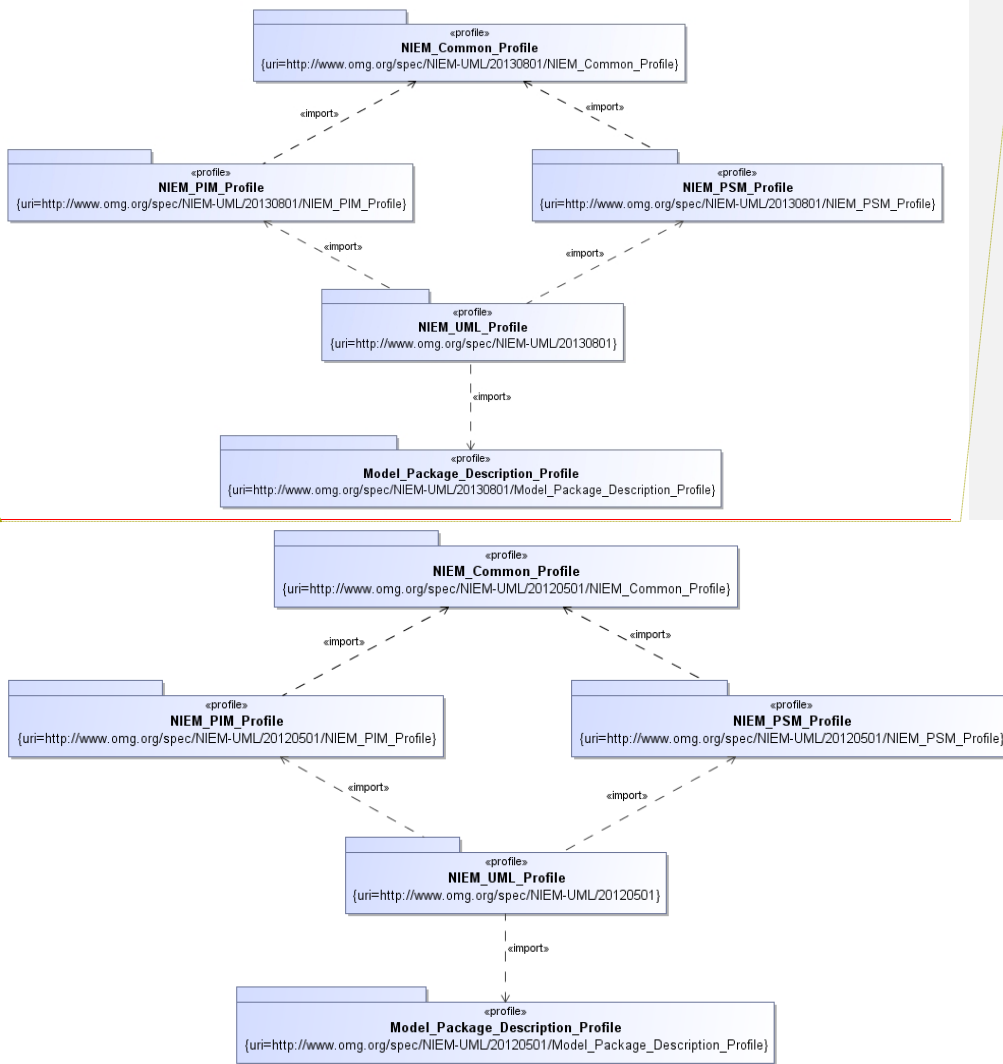 «profile»
NIEM_Common_Profile
{uri=http://www.omg.org/spec/NIEM-UML/20130801/NIEM_Common_Profile}
«import»
«import»
«profile»
NIEM_PIM_Profile
{uri=http://www.omg.org/spec/NIEM-UML/20130801/NIEM_PIM_Profile}
«profile»
NIEM_PSM_Profile
{uri=http://www.omg.org/spec/NIEM-UML/20130801/NIEM_PSM_Profile}
«import»
«import»
«profile»
NIEM_UML_Profile
{uri=http://www.omg.org/spec/NIEM-UML/20130801}
«import»
«profile»
Model_Package_Description_Profile
{uri=http://www.omg.org/spec/NIEM-UML/20130801/Model_Package_Description_Profile}
«profile»
NIEM_Common_Profile
{uri=http://www.omg.org/spec/NIEM-UML/20120501/NIEM_Common_Profile}
«import»
«import»
«profile»
NIEM_PIM_Profile
{uri=http://www.omg.org/spec/NIEM-UML/20120501/NIEM_PIM_Profile}
«profile»
NIEM_PSM_Profile
{uri=http://www.omg.org/spec/NIEM-UML/20120501/NIEM_PSM_Profile}
«import»
«import»
«profile»
NIEM_UML_Profile
{uri=http://www.omg.org/spec/NIEM-UML/20120501}
«import»
«profile»
Model_Package_Description_Profile
{uri=http://www.omg.org/spec/NIEM-UML/20120501/Model_Package_Description_Profile}